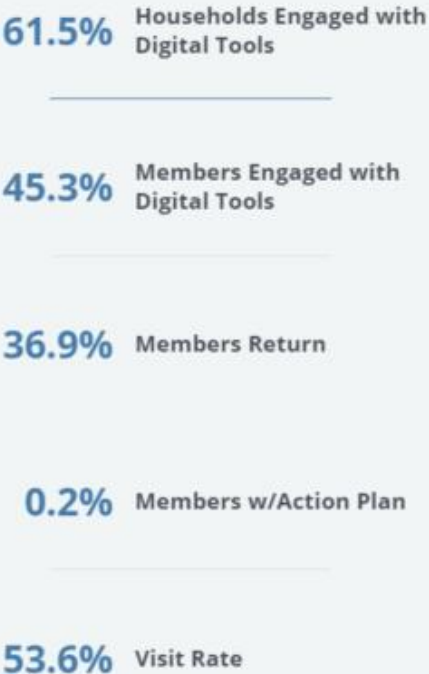 61.5% Households Engaged with
Digital Tools
45.3% Members Engaged with
Digital Tools
36.9% Members Return
0.2% Members w/Action Plan
53.6% Visit Rate